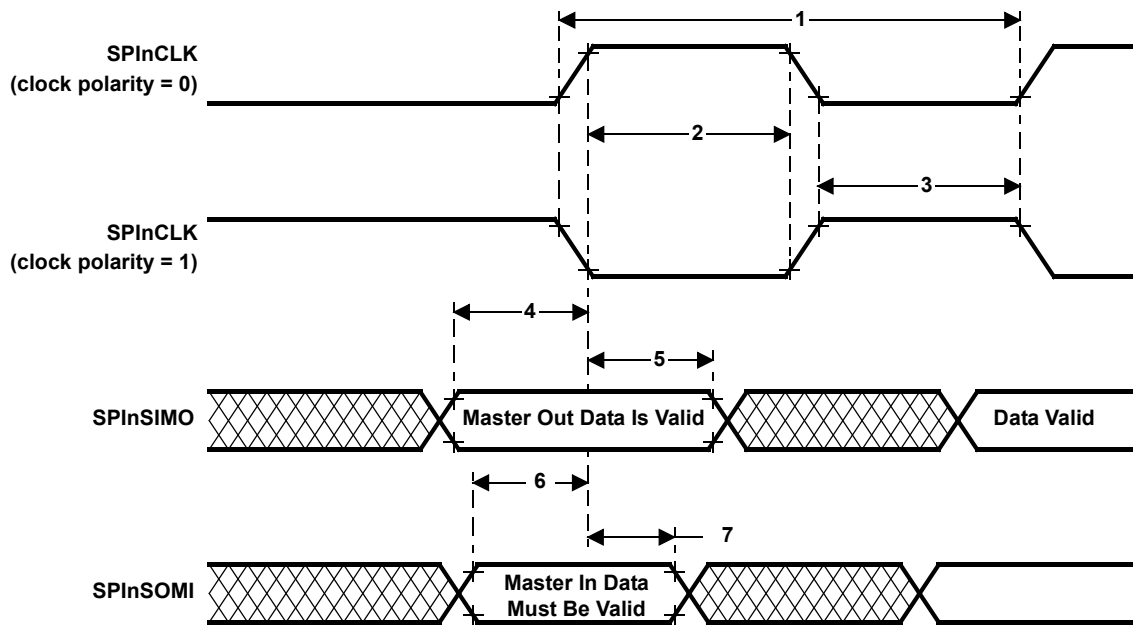 1
SPInCLK
(clock polarity = 0)
2
3
SPInCLK
(clock polarity = 1)
4
5
SPInSIMO
Master Out Data Is Valid
Data Valid
6
7
SPInSOMI
Master In Data
Must Be Valid